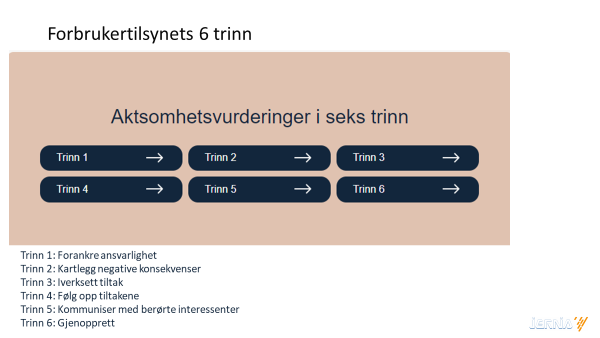 Forbrukertilsynets 6 trinn
Aktsomhetsvurderinger i seks trinn
Trinn 1
Trinn 2
Trinn 3
Trinn 4
Trinn 5
Trinn 6
Trinn 1: Forankre ansvarlighet
Trinn 2: Kartlegg negative konsekvenser
Trinn 3: Iverksett tiltak
Trinn 4: Følg opp tiltakene
Trinn 5: Kommuniser med berørte interessenter
Trinn 6: Gjenopprett
JERNIA